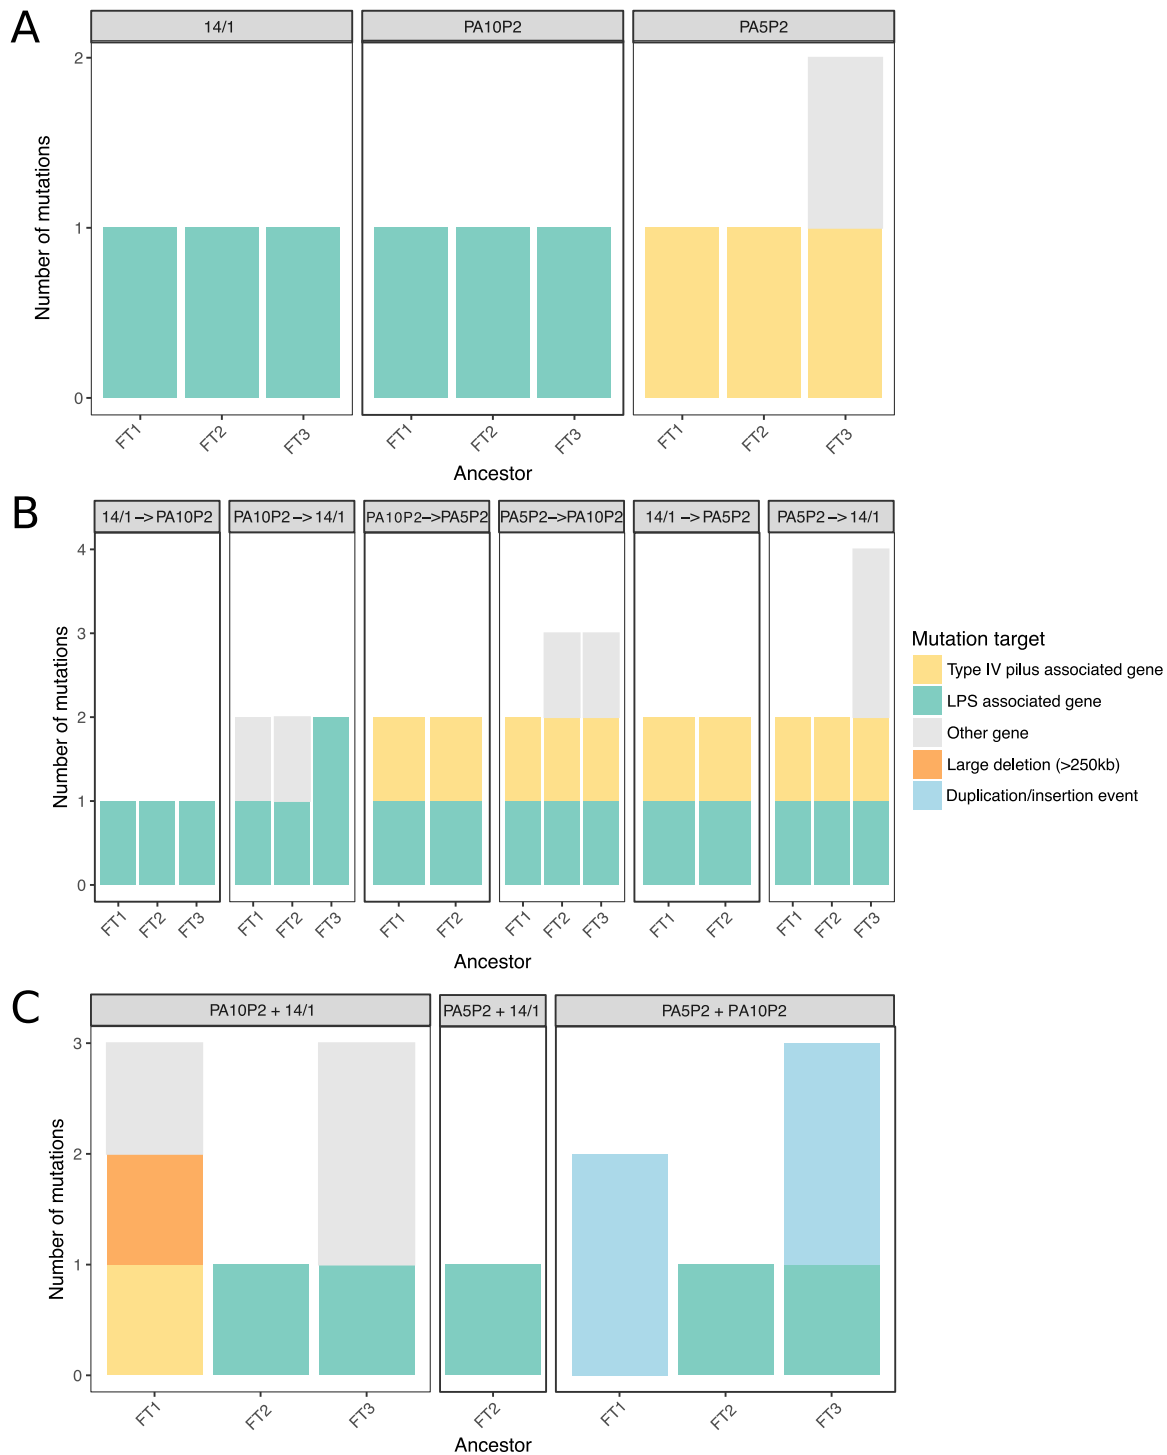 A
14/1
PA10P2
PA5P2
Number of mutations
2
1
0
FT1
FT2
FT3
FT1
FT2
FT3
FT1
FT2
FT3
Ancestor
B
14/1 −> PA10P2
PA10P2 −> 14/1
PA10P2−>PA5P2
PA5P2−>PA10P2
14/1 −> PA5P2
PA5P2 −> 14/1
Number of mutations
4
3
2
1
0
FT1
FT2
FT3
FT1
FT2
FT3
FT1
FT2
FT1
FT2
FT3
FT1
FT2
FT1
FT2
FT3
Ancestor
Mutation target
Type IV pilus associated gene
LPS associated gene
Other gene
Large deletion (>250kb)
Duplication/insertion event
C
PA10P2 + 14/1
PA5P2 + 14/1
PA5P2 + PA10P2
Number of mutations
3
2
1
0
FT1
FT2
FT3
FT2
FT1
FT2
FT3
Ancestor